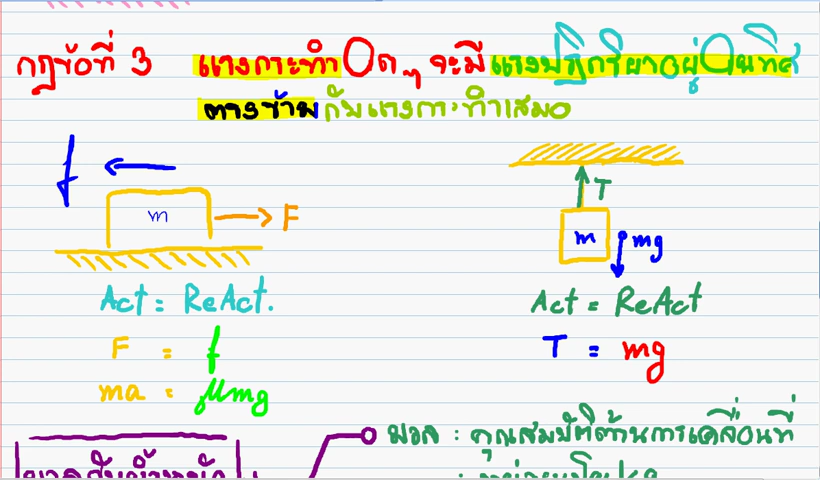 กฎข้อที่ 3 แรงกระทำใดๆ จะมีแรงปฏิกริยาอยู่ในทิศ
ตรงข้ามกับแรงกระทำเสมอ
f
m
F
T
m
mg
Act = ReAct.
F = f
ma = μmg
Act = ReAct
T = mg
มวล : คุณสมบัติต้านการเคลื่อนที่
: